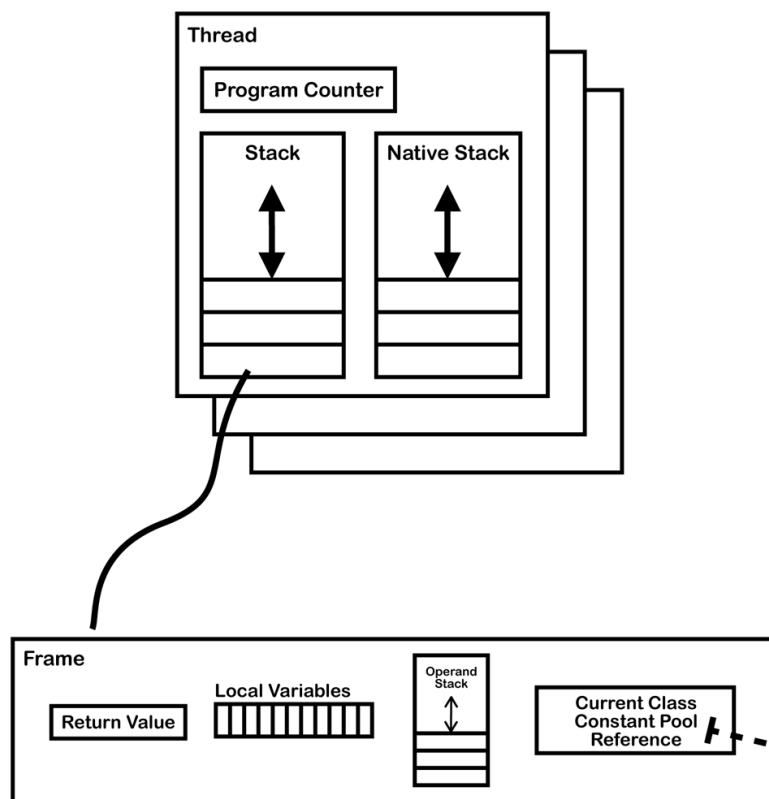 Thread
Program Counter
Stack
Native Stack
Frame
Return Value
Local Variables
Operand
Stack
Current Class
Constant Pool
Reference